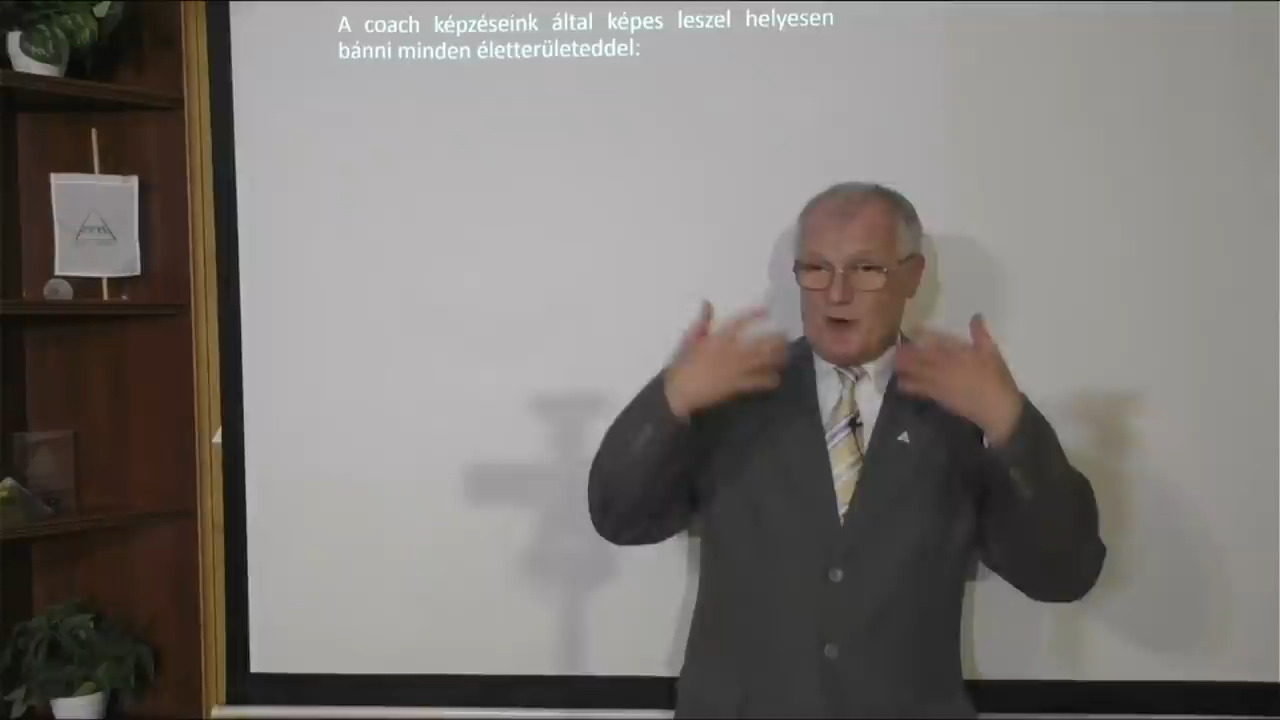 A coach képzéseink által képes leszel helyesen
bánni minden életterületeddel: